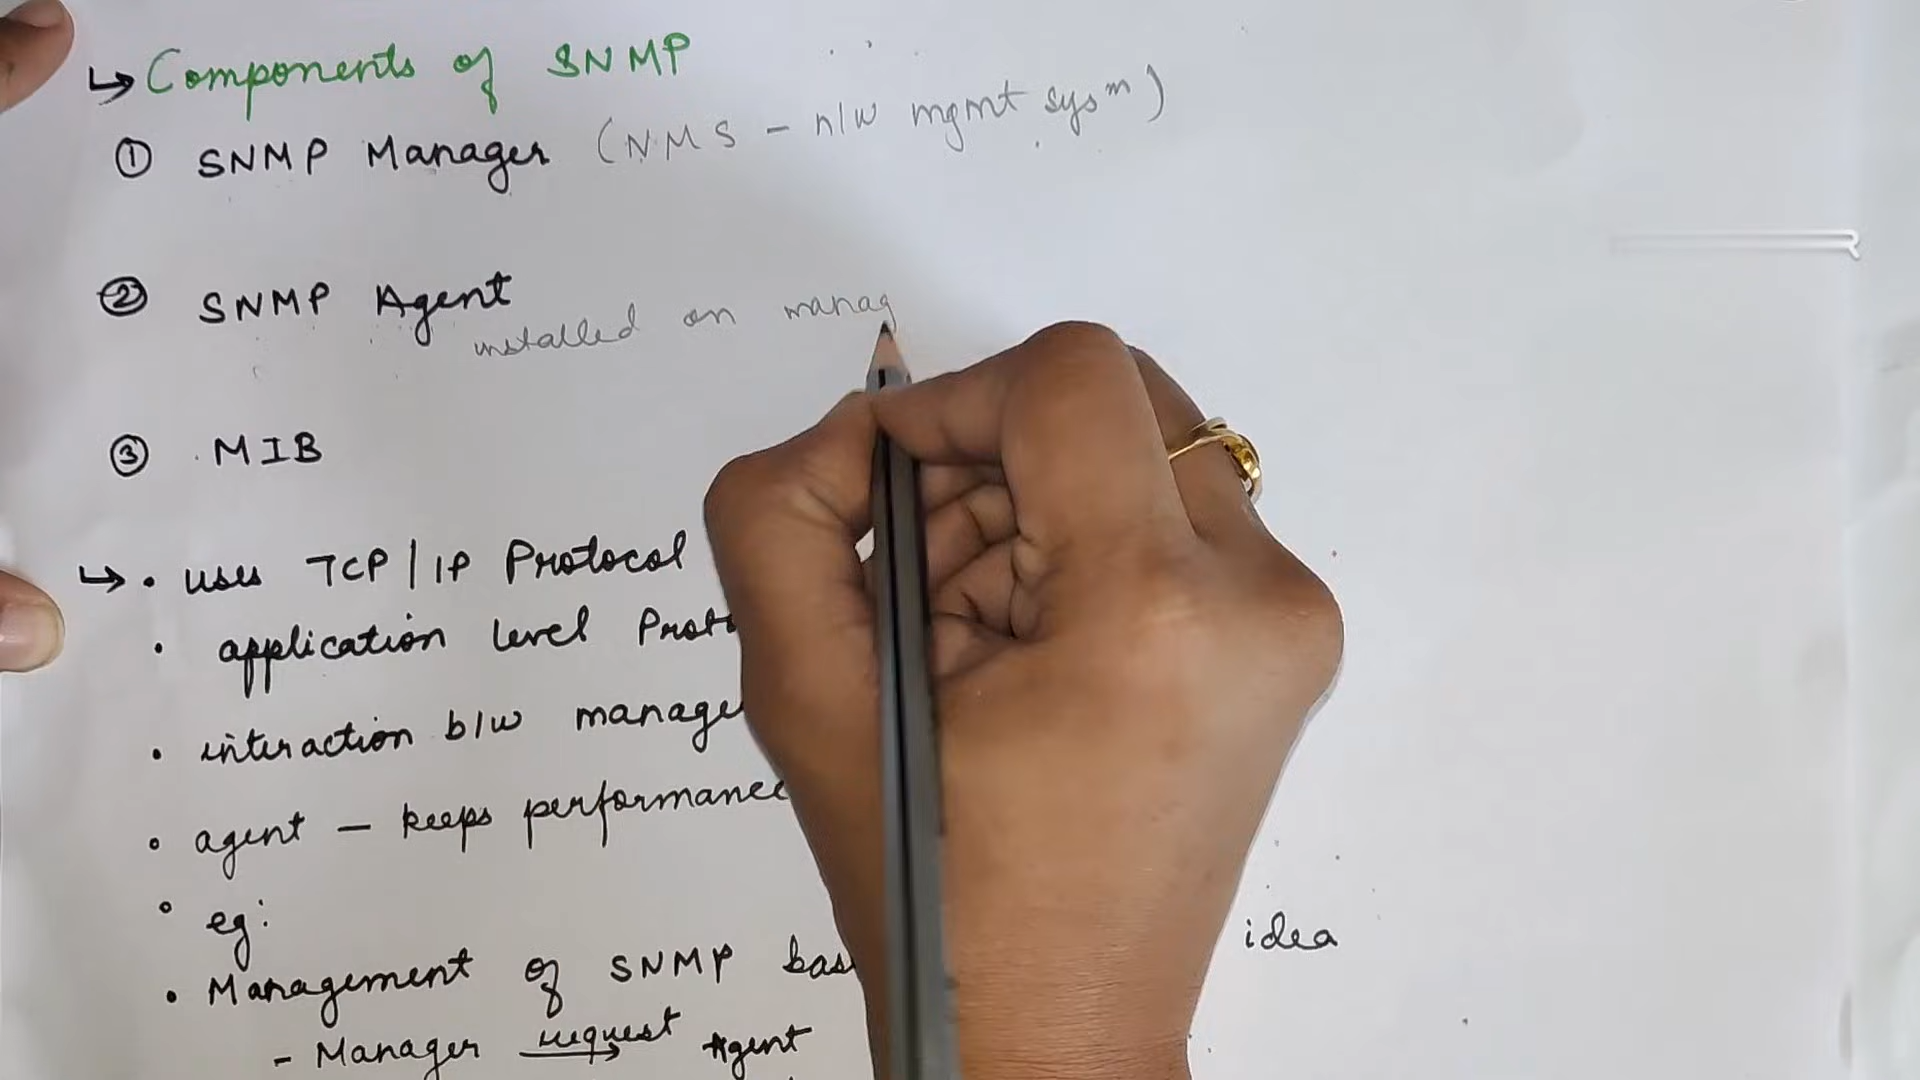 ↳ Components of SNMP
① SNMP Manager (NMS - n/w mgmt sysm)
② SNMP Agent
installed on manag
③ MIB
↳ • uses TCP/IP Protocol
• application level Proto
• interaction b/w manage
• agent - keeps performance
• eg:
• Management of SNMP bas idea
- Manager request → Agent